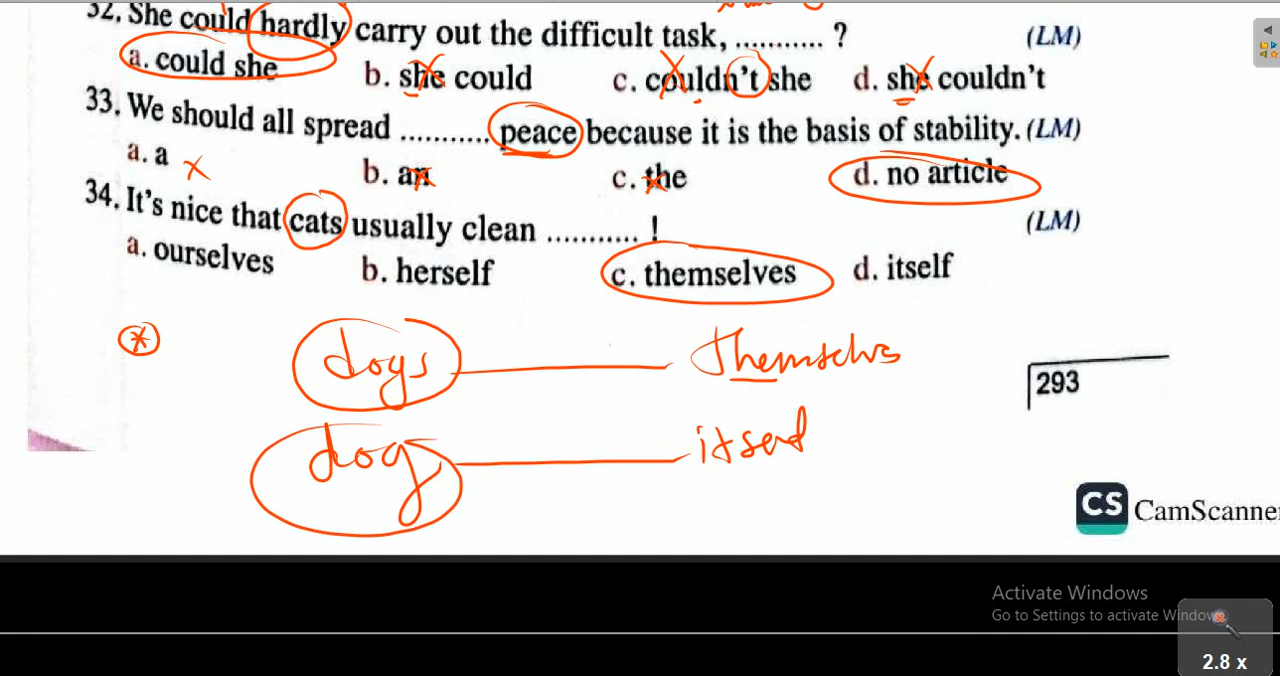 32. She could hardly carry out the difficult task, ........... ? (LM)
a. could she b. she could c. couldn't she d. she couldn't
33. We should all spread ........... peace because it is the basis of stability. (LM)
a. a b. an c. the d. no article
34. It's nice that cats usually clean ........... ! (LM)
a. ourselves b. herself c. themselves d. itself
dogs themselvs
dog
293
CS CamScanne
Activate Windows
Go to Settings to activate Windows
2.8 x